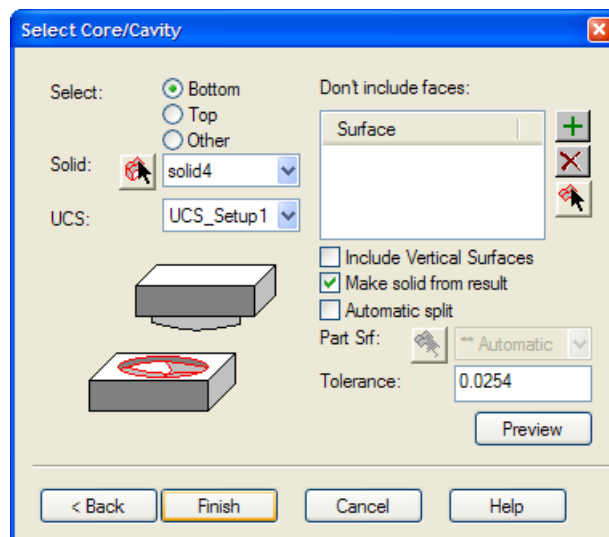 Select Core/Cavity
Select:
Bottom
Top
Other
Solid:
solid4
UCS:
UCS_Setup1
Don't include faces:
Surface
Include Vertical Surfaces
Make solid from result
Automatic split
Part Srf:
** Automatic
Tolerance:
0.0254
Preview
< Back
Finish
Cancel
Help